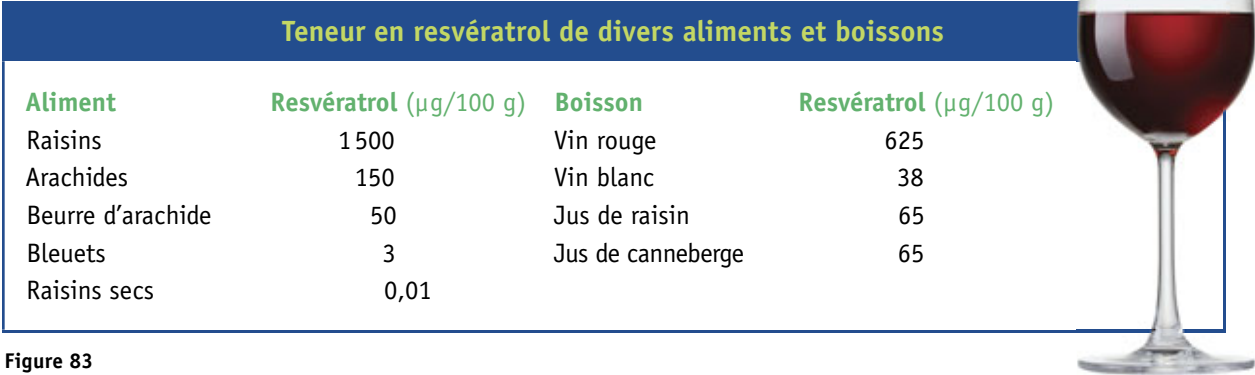 Teneur en resvératrol de divers aliments et boissons
Aliment Resvératrol (µg/100 g) Boisson Resvératrol (µg/100 g)
Raisins 1500 Vin rouge 625
Arachides 150 Vin blanc 38
Beurre d'arachide 50 Jus de raisin 65
Bleuets 3 Jus de canneberge 65
Raisins secs 0,01
Figure 83